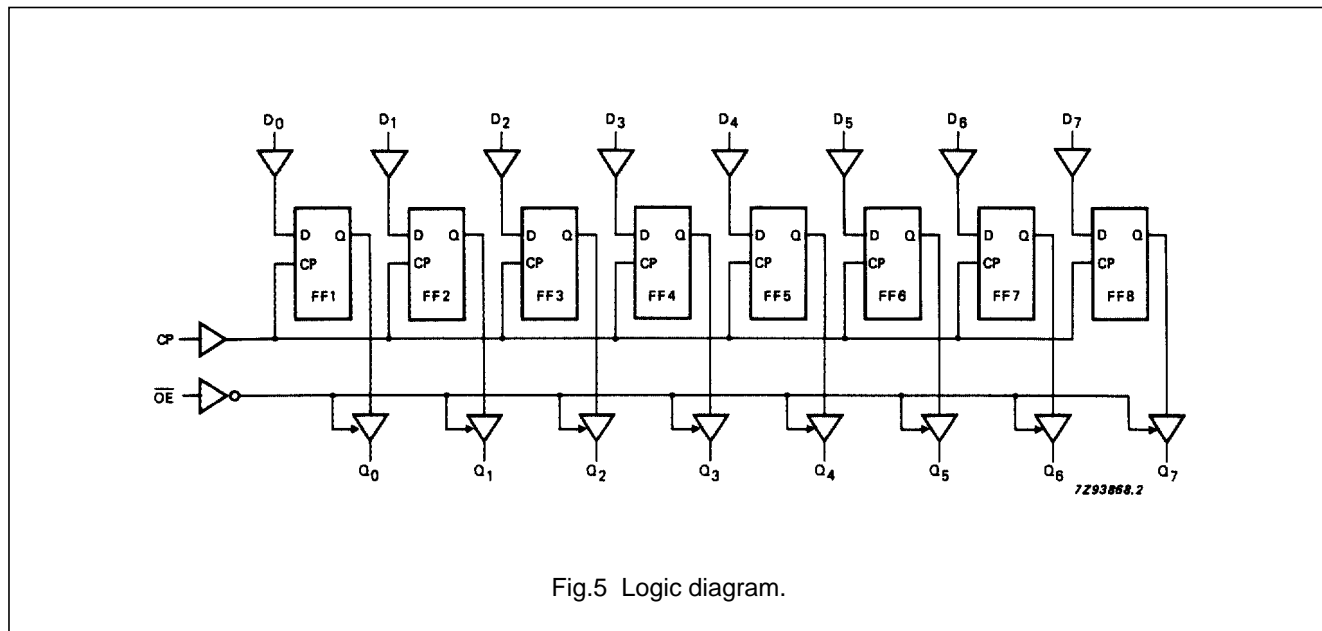 D0 D1 D2 D3 D4 D5 D6 D7
D Q D Q D Q D Q D Q D Q D Q D Q
CP CP CP CP CP CP CP CP
FF1 FF2 FF3 FF4 FF5 FF6 FF7 FF8
CP
OE
Q0 Q1 Q2 Q3 Q4 Q5 Q6 Q7
7Z93868.2
Fig.5 Logic diagram.